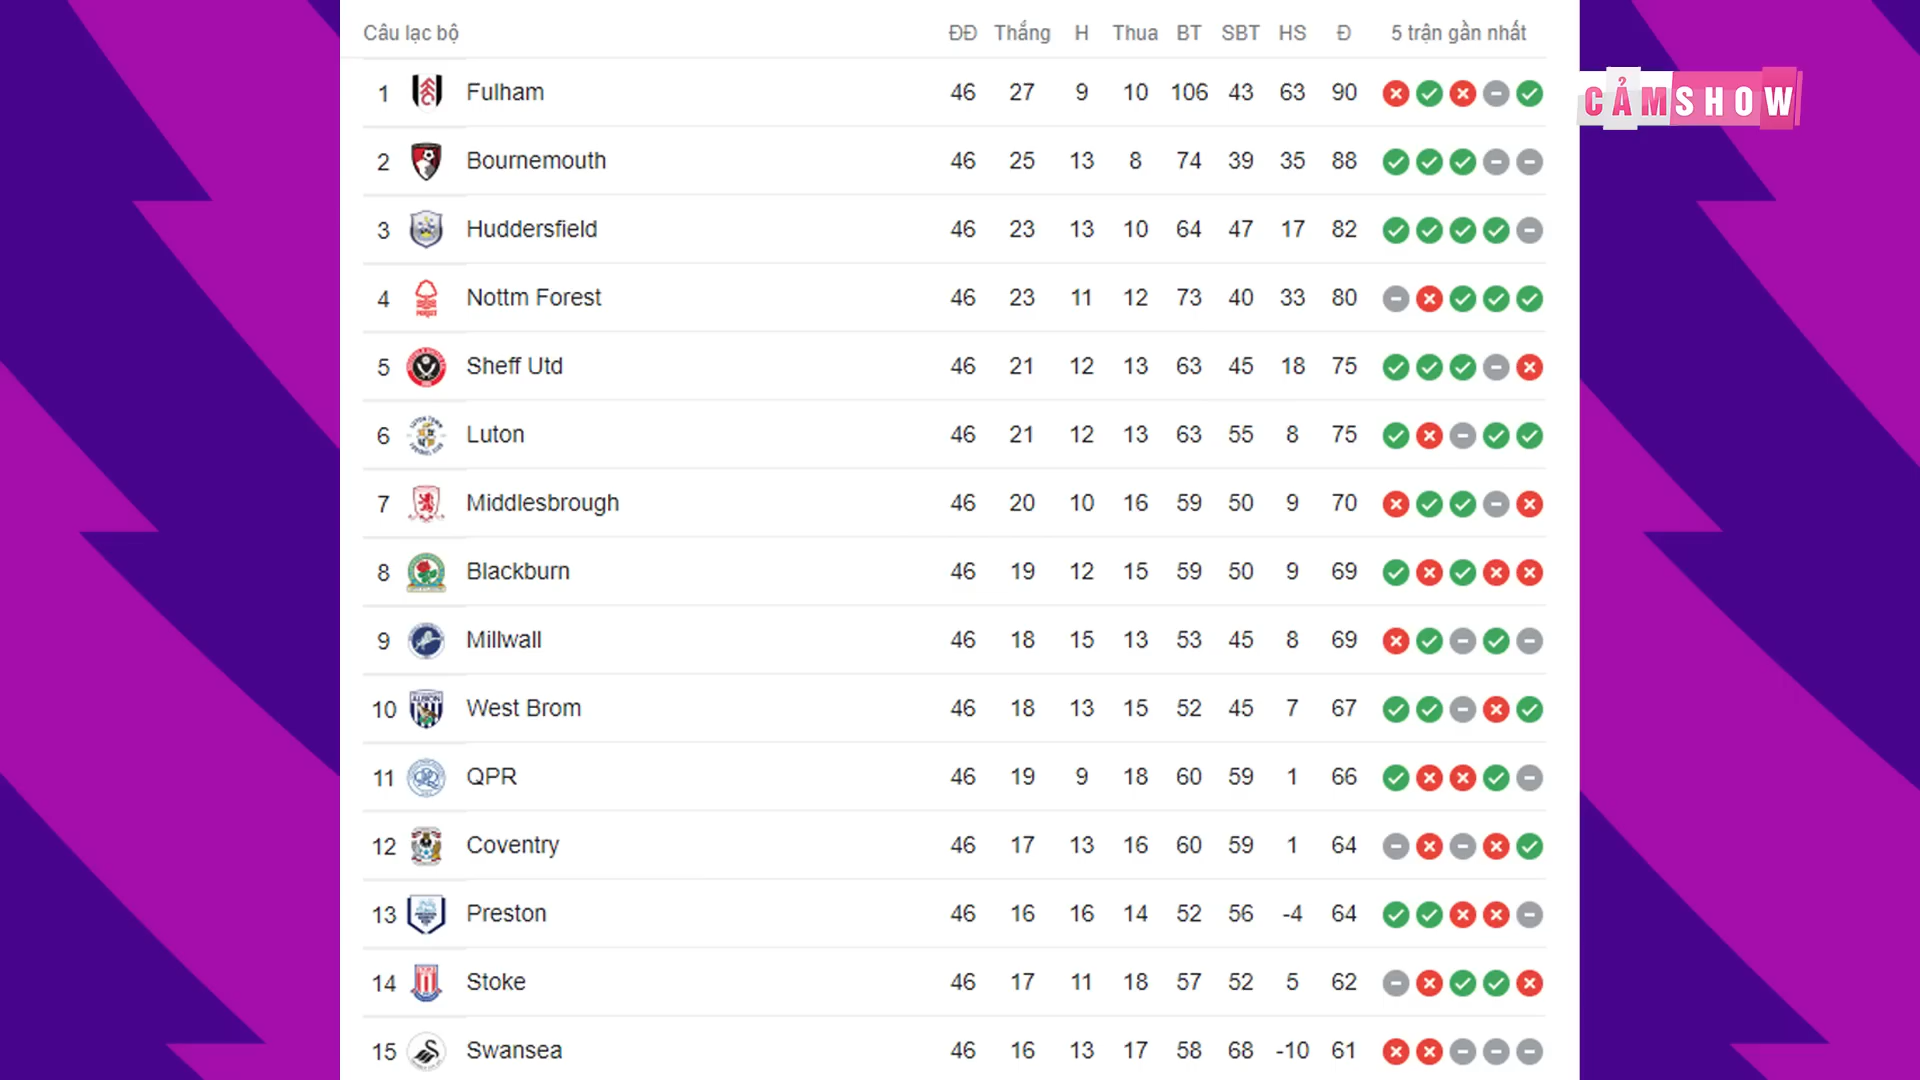 Câu lạc bộ ĐĐ Thắng H Thua BT SBT HS Đ 5 trận gần nhất
1 Fulham 46 27 9 10 106 43 63 90
CẢMSHOW
2 Bournemouth 46 25 13 8 74 39 35 88
3 Huddersfield 46 23 13 10 64 47 17 82
4 Nottm Forest 46 23 11 12 73 40 33 80
5 Sheff Utd 46 21 12 13 63 45 18 75
6 Luton 46 21 12 13 63 55 8 75
7 Middlesbrough 46 20 10 16 59 50 9 70
8 Blackburn 46 19 12 15 59 50 9 69
9 Millwall 46 18 15 13 53 45 8 69
10 West Brom 46 18 13 15 52 45 7 67
11 QPR 46 19 9 18 60 59 1 66
12 Coventry 46 17 13 16 60 59 1 64
13 Preston 46 16 16 14 52 56 -4 64
14 Stoke 46 17 11 18 57 52 5 62
15 Swansea 46 16 13 17 58 68 -10 61